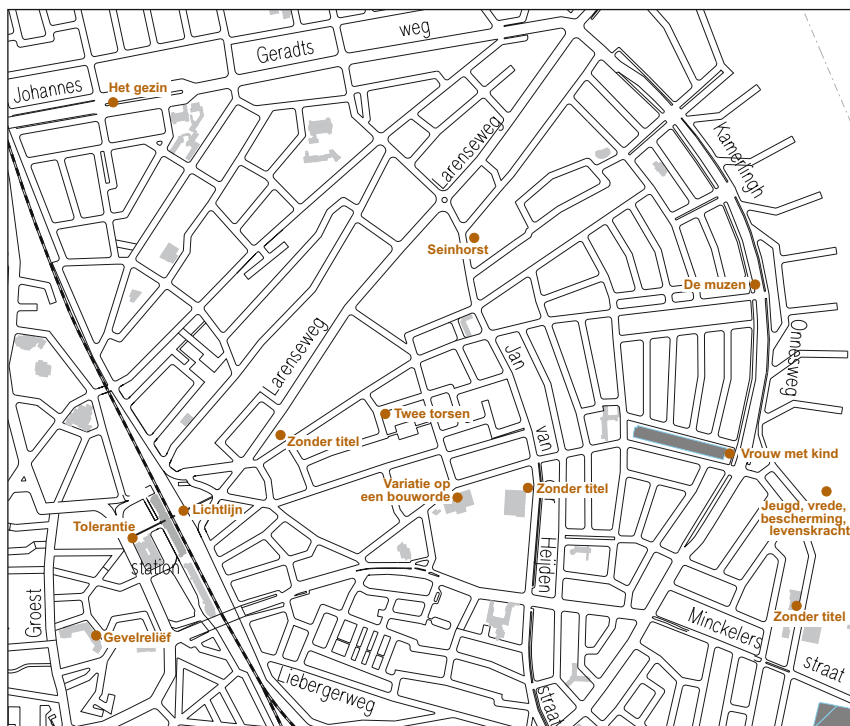 weg
Geradts
Johannes
Het gezin
Larenseweg
Kamerlingh
Seinhorst
De muzen
Onnesweg
Larenseweg
Jan
van
Twee torsen
Zonder titel
Vrouw met kind
Variatie op
een bouworde
Zonder titel
Jeugd, vrede,
bescherming,
levenskracht
Lichtlijn
Tolerantie
Heijden
station
Groest
Zonder titel
Minckelers
Gevelreliëf
straat
Liebergerweg
straat